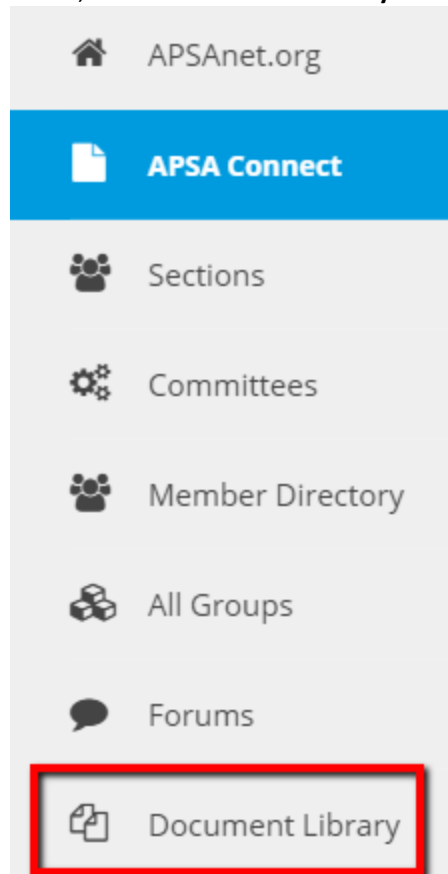 APSAnet.org
APSA Connect
Sections
Committees
Member Directory
All Groups
Forums
Document Library